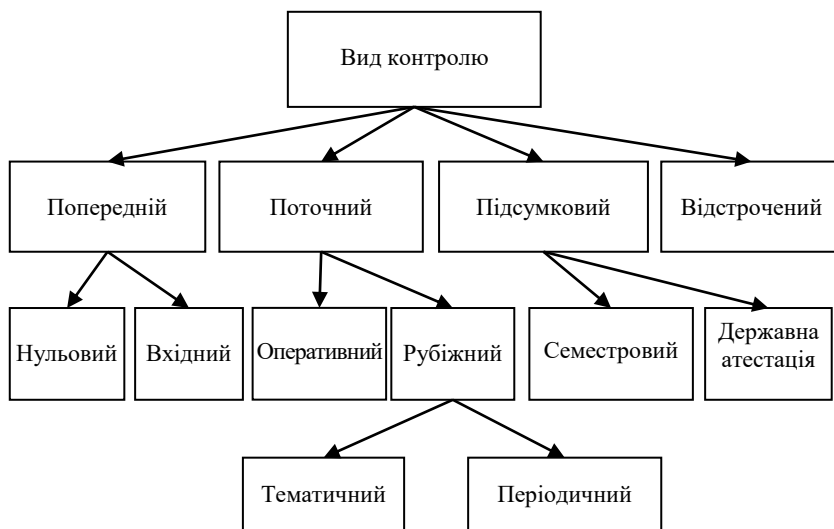 Вид контролю
Попередній
Поточний
Підсумковий
Відстрочений
Нульовий
Вхідний
Оперативний
Рубіжний
Семестровий
Державна
атестація
Тематичний
Періодичний